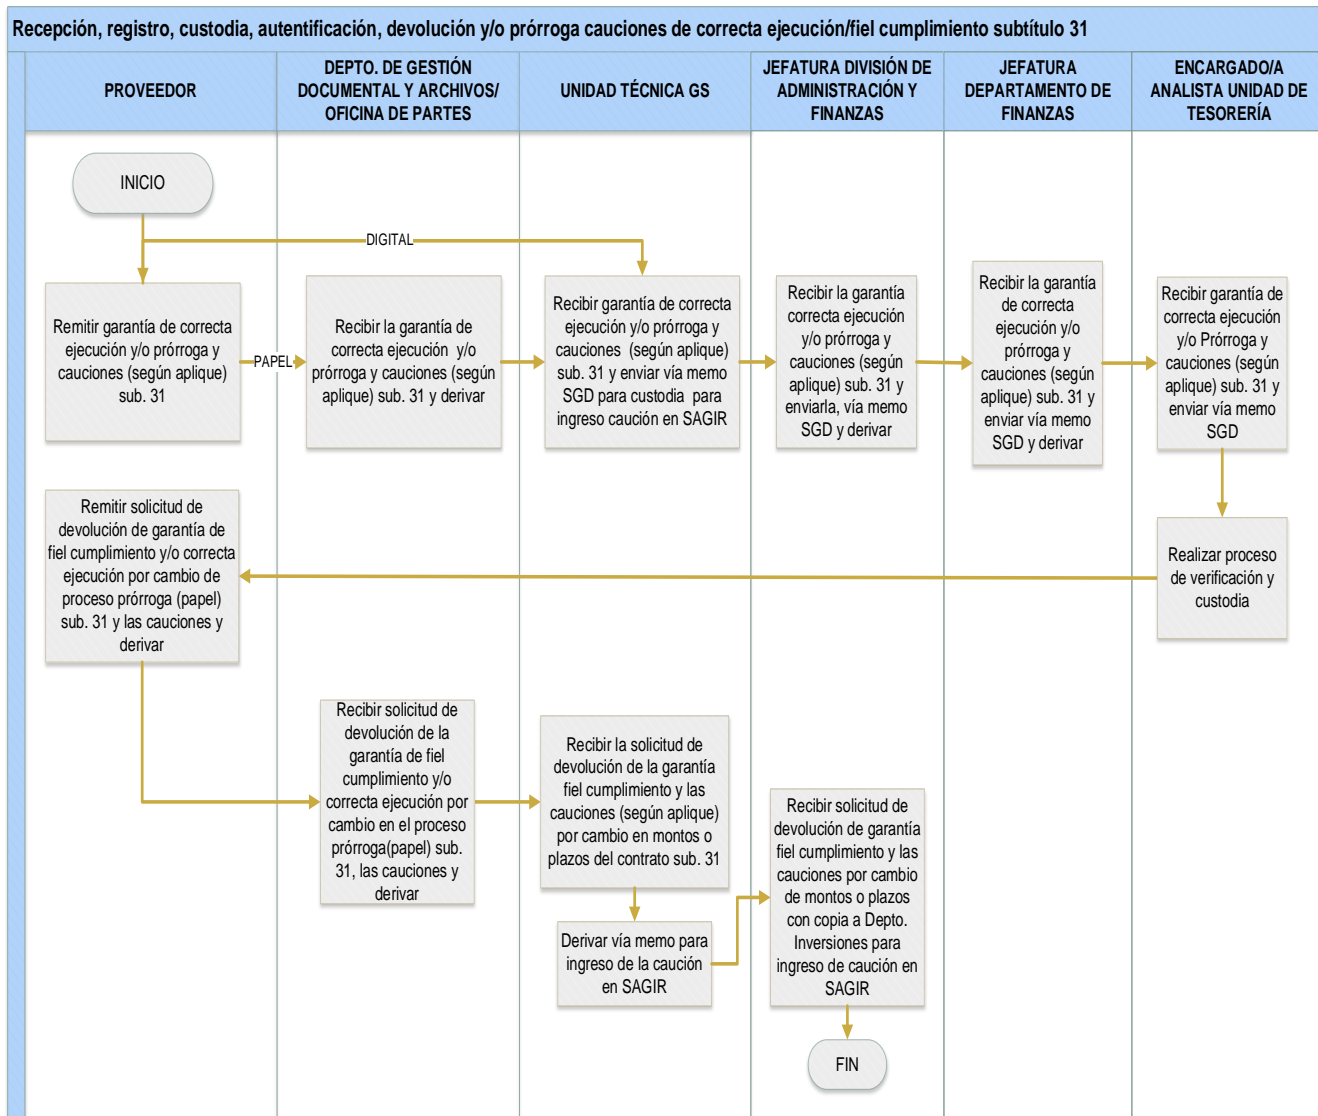 Recepción, registro, custodia, autentificación, devolución y/o prórroga cauciones de correcta ejecución/fiel cumplimiento subtítulo 31
PROVEEDOR
DEPTO. DE GESTIÓN
DOCUMENTAL Y ARCHIVOS/
OFICINA DE PARTES
UNIDAD TÉCNICA GS
JEFATURA DIVISIÓN DE
ADMINISTRACIÓN Y
FINANZAS
JEFATURA
DEPARTAMENTO DE
FINANZAS
ENCARGADO/A
ANALISTA UNIDAD DE
TESORERÍA
INICIO
DIGITAL
Remitir garantía de correcta
ejecución y/o prórroga y
cauciones (según aplique)
sub. 31
PAPEL
Recibir la garantía de
correcta ejecución y/o
prórroga y cauciones (según
aplique) sub. 31 y derivar
Recibir garantía de correcta
ejecución y/o prórroga y
cauciones (según aplique)
sub. 31 y enviar vía memo
SGD para custodia para
ingreso caución en SAGIR
Recibir la garantía
correcta ejecución
y/o prórroga y
cauciones (según
aplique) sub. 31 y
enviarla, vía memo
SGD y derivar
Recibir la garantía
de correcta
ejecución y/o
prórroga y
cauciones (según
aplique) sub. 31 y
enviar vía memo
SGD y derivar
Recibir garantía de
correcta ejecución
y/o Prórroga y
cauciones (según
aplique) sub. 31 y
enviar vía memo
SGD
Realizar proceso
de verificación y
custodia
Remitir solicitud de
devolución de garantía de
fiel cumplimiento y/o correcta
ejecución por cambio de
proceso prórroga (papel)
sub. 31 y las cauciones y
derivar
Recibir solicitud de
devolución de la
garantía de fiel
cumplimiento y/o
correcta ejecución por
cambio en el proceso
prórroga(papel) sub.
31, las cauciones y
derivar
Recibir la solicitud de
devolución de la garantía
fiel cumplimiento y las
cauciones (según aplique)
por cambio en montos o
plazos del contrato sub. 31
Derivar vía memo para
ingreso de la caución
en SAGIR
Recibir solicitud de
devolución de garantía
fiel cumplimiento y las
cauciones por cambio
de montos o plazos
con copia a Depto.
Inversiones para
ingreso de caución en
SAGIR
FIN